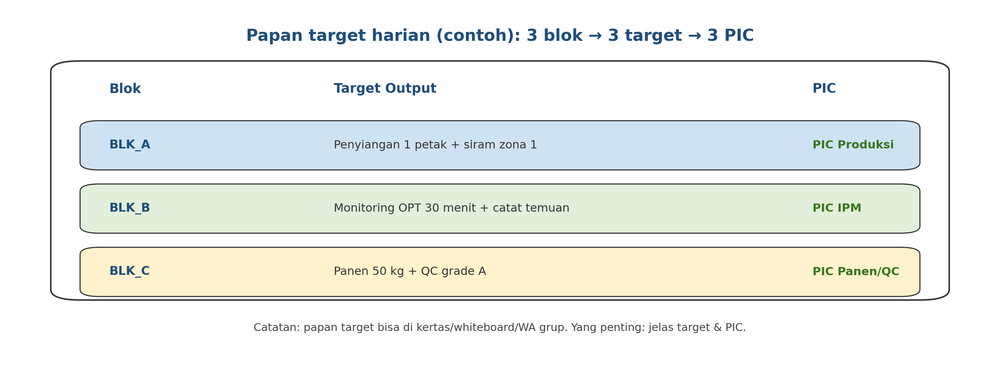 Papan target harian (contoh): 3 blok → 3 target → 3 PIC
Blok Target Output PIC
BLK_A Penyiangan 1 petak + siram zona 1 PIC Produksi
BLK_B Monitoring OPT 30 menit + catat temuan PIC IPM
BLK_C Panen 50 kg + QC grade A PIC Panen/QC
Catatan: papan target bisa di kertas/whiteboard/WA grup. Yang penting: jelas target & PIC.